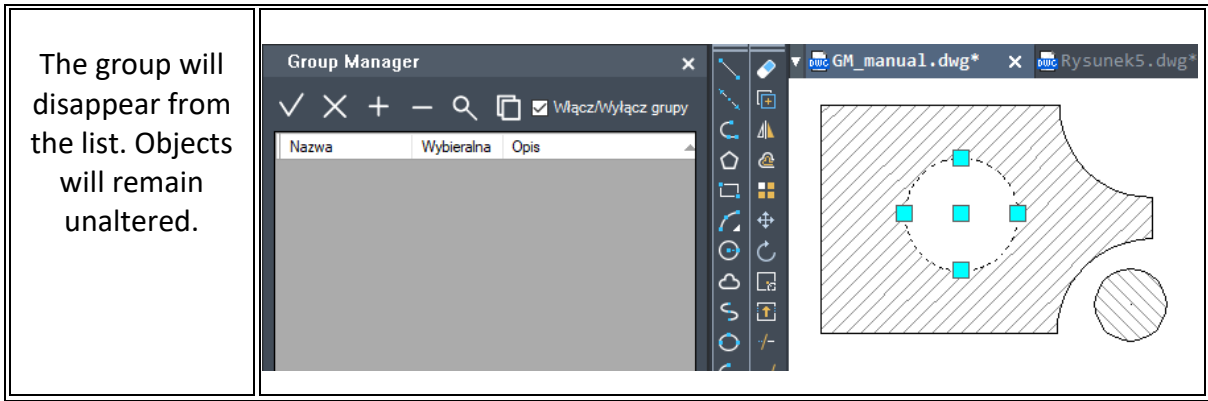 The group will
disappear from
the list. Objects
will remain
unaltered.
Group Manager
Włącz/Wyłącz grupy
Nazwa Wybieralna Opis
GM_manual.dwg* Rysunek5.dwg*